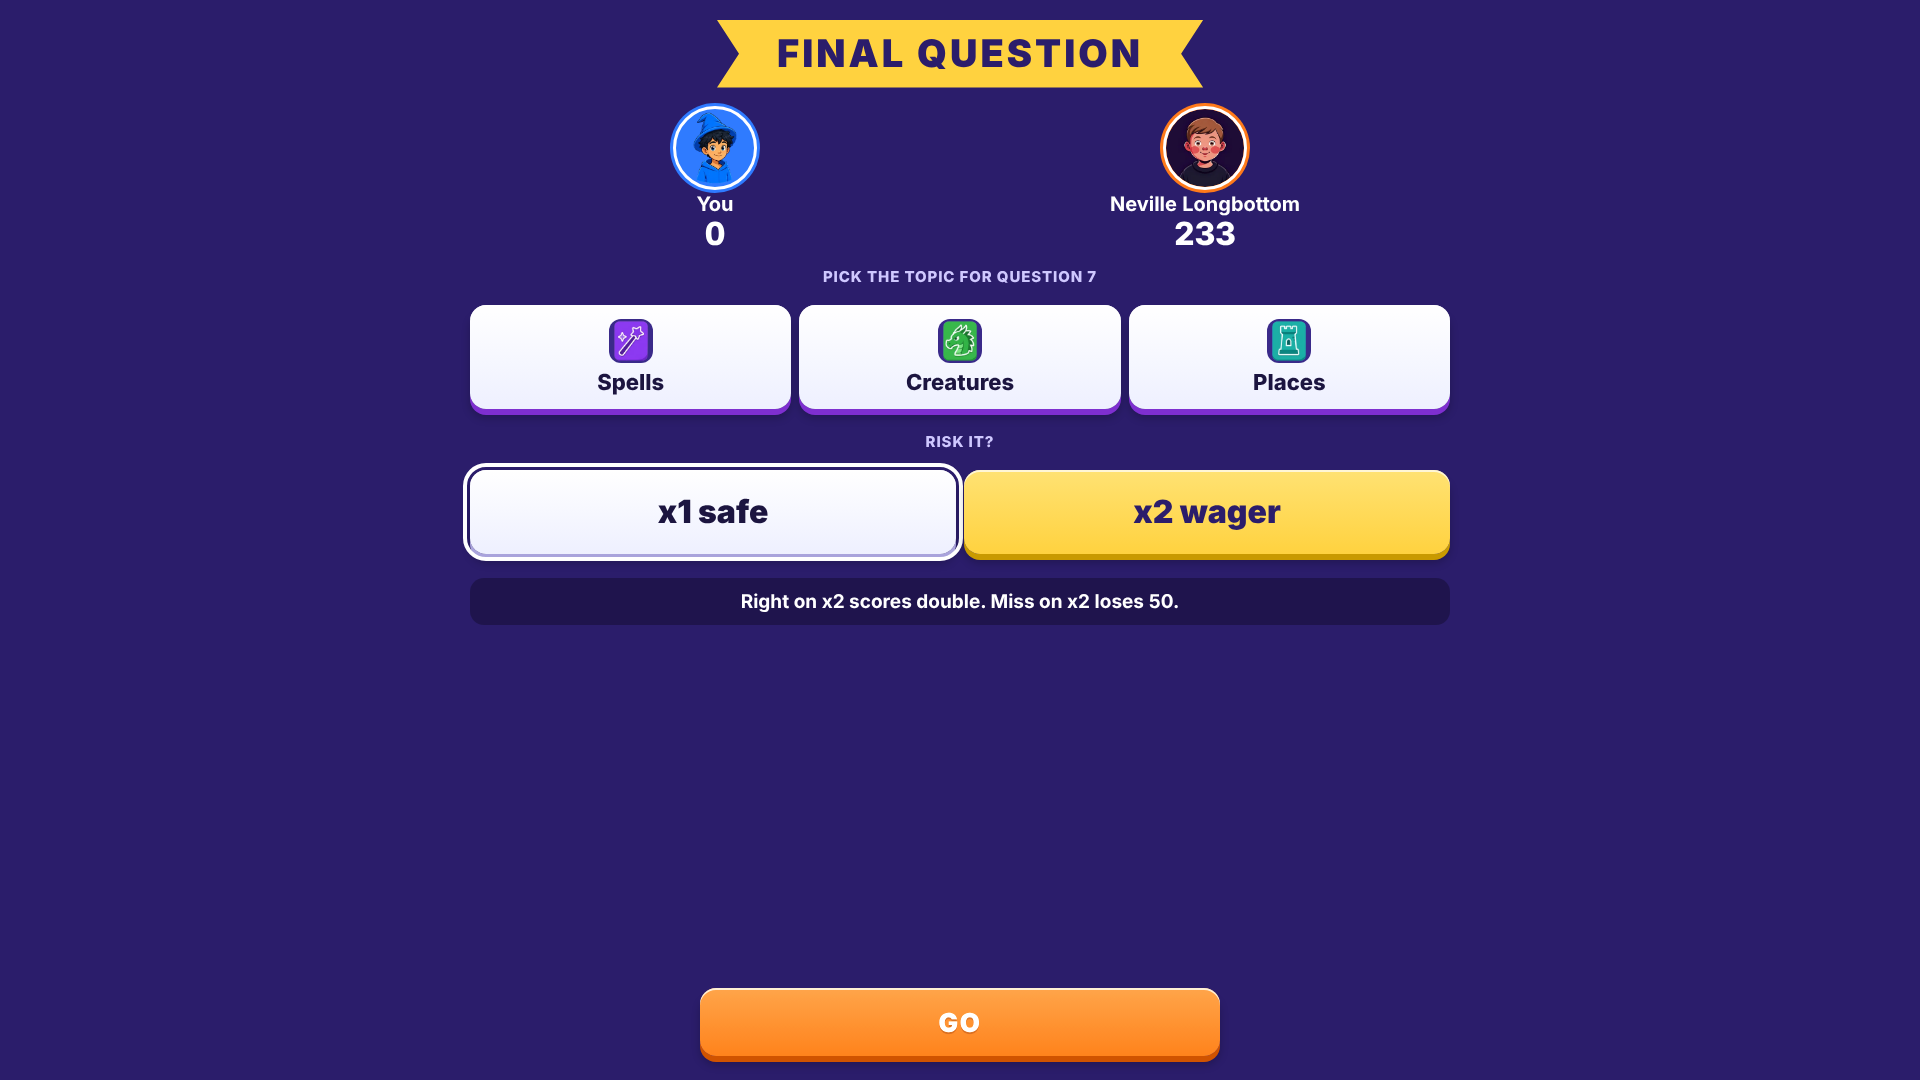 FINAL QUESTION
You
0
Neville Longbottom
233
PICK THE TOPIC FOR QUESTION 7
Spells
Creatures
Places
RISK IT?
x1 safe
x2 wager
Right on x2 scores double. Miss on x2 loses 50.
GO